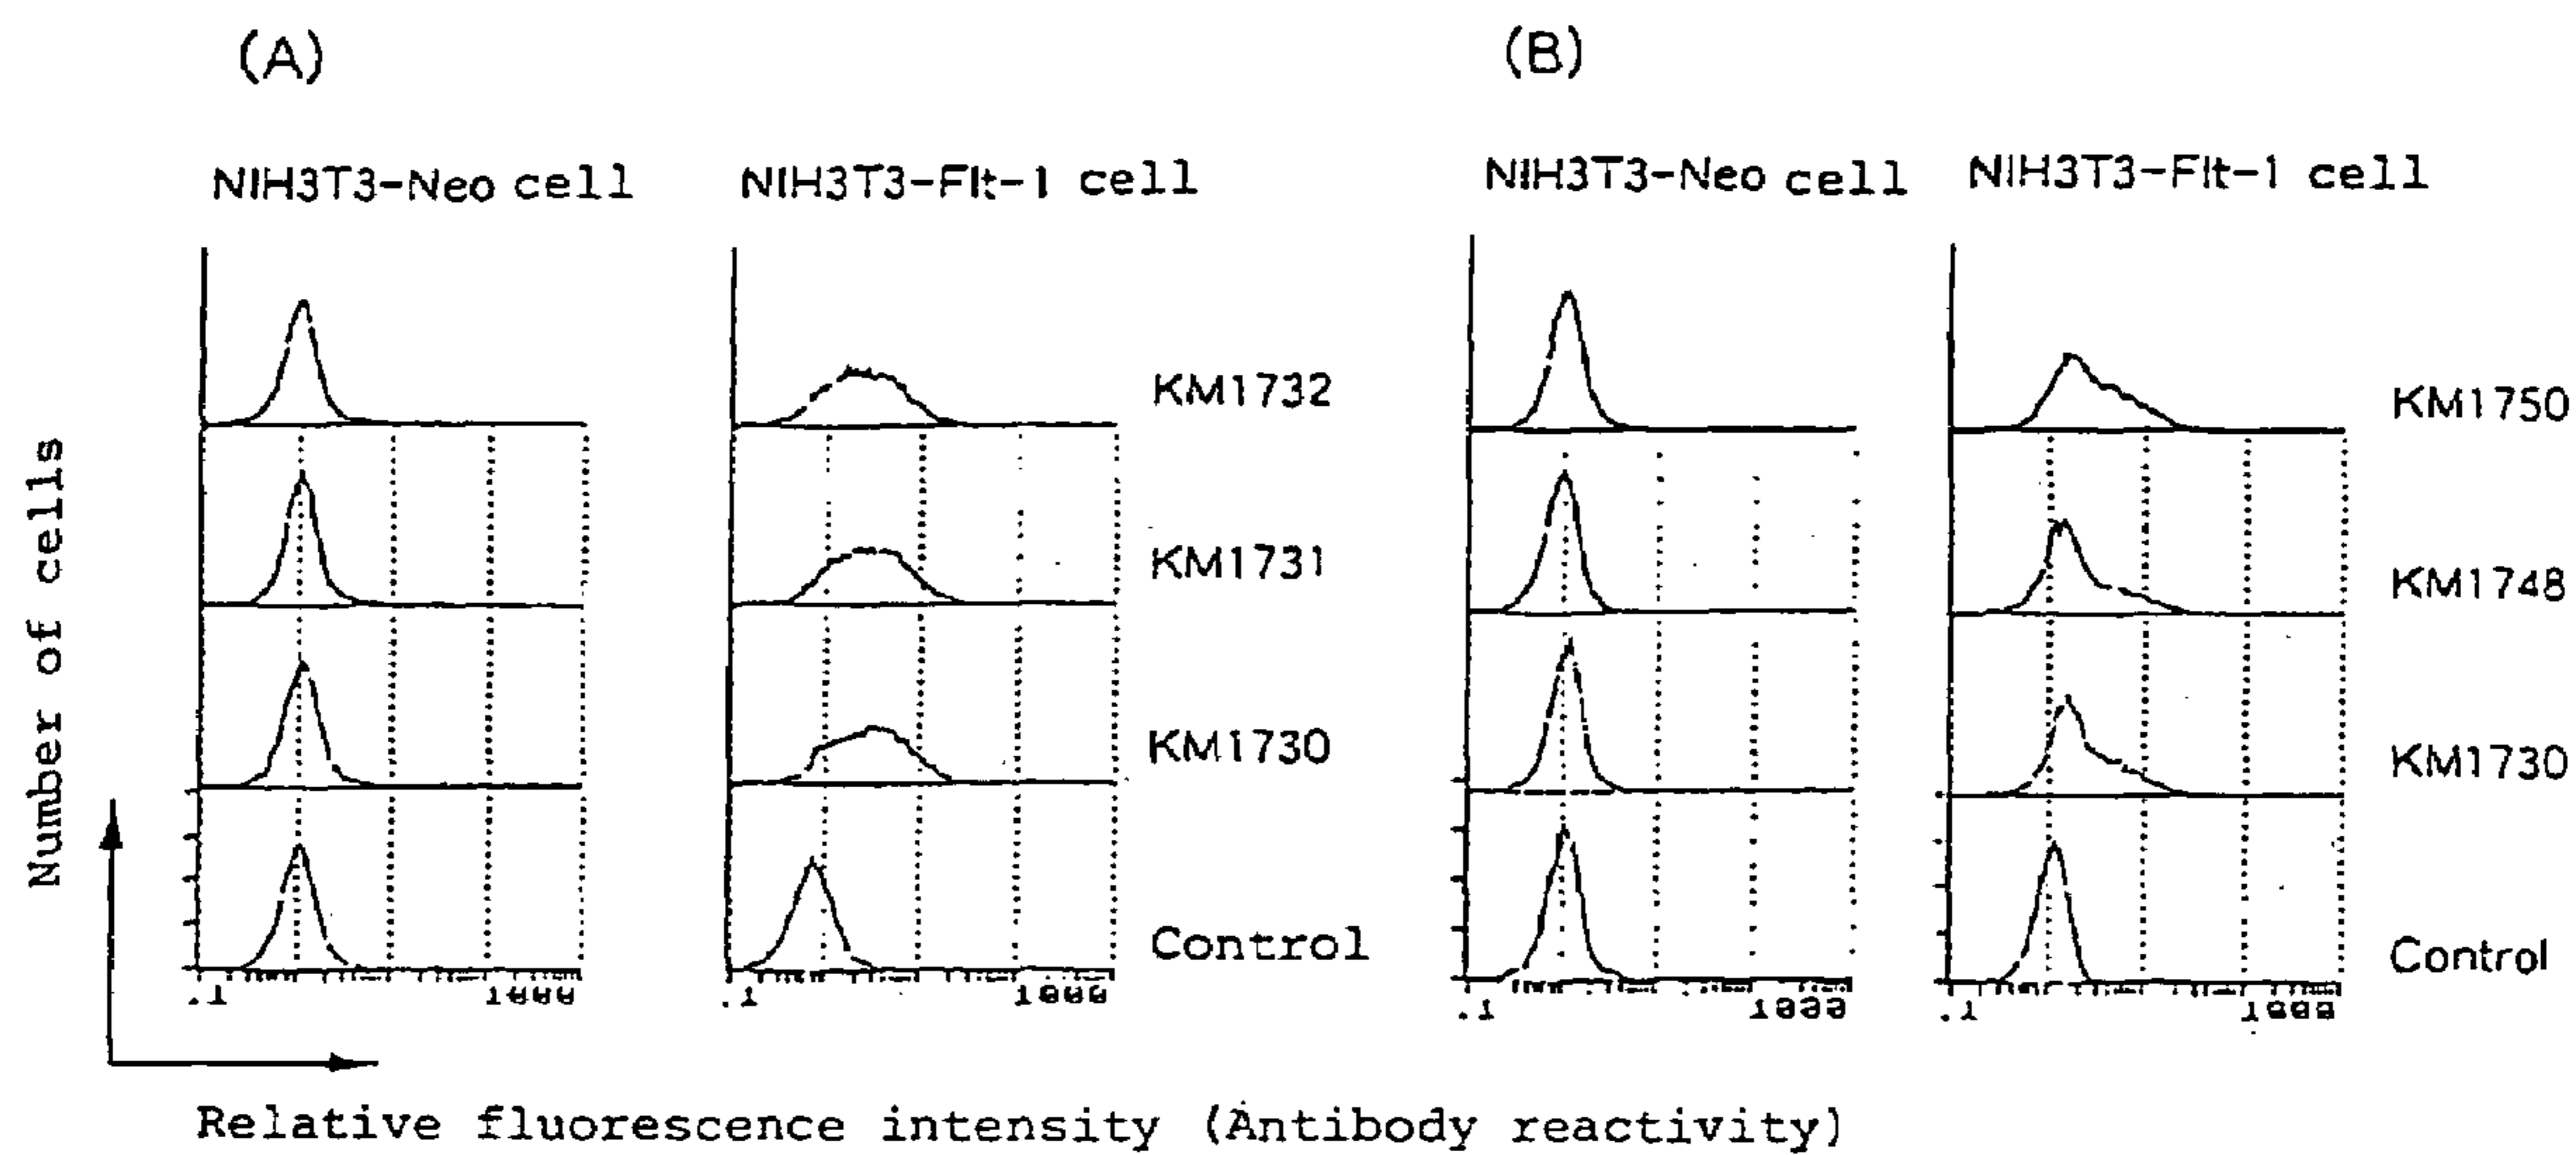 (A)
(B)
NIH3T3-Neo cell
NIH3T3-Flt-1 cell
NIH3T3-Neo cell
NIH3T3-Flt-1 cell
KM1732
KM1731
KM1730
Control
KM1750
KM1748
KM1730
Control
Number of cells
.1
1000
.1
1000
.1
1000
.1
1000
Relative fluorescence intensity (Antibody reactivity)